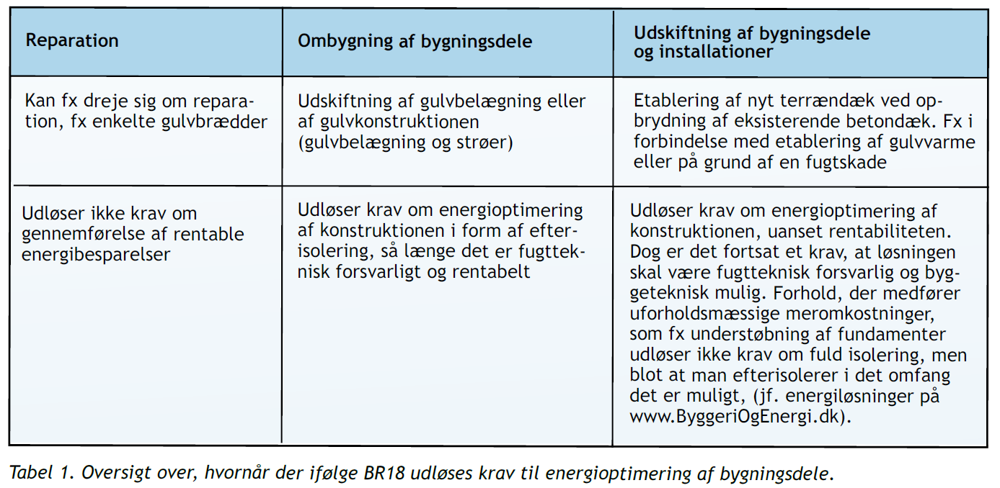 Reparation
Ombygning af bygningsdele
Udskiftning af bygningsdele
og installationer
Kan fx dreje sig om repara-
tion, fx enkelte gulvbrædder
Udskiftning af gulvbelægning eller
af gulvkonstruktionen
(gulvbelægning og strøer)
Etablering af nyt terrændæk ved op-
brydning af eksisterende betondæk. Fx i
forbindelse med etablering af gulvvarme
eller på grund af en fugtskade
Udløser ikke krav om
gennemførelse af rentable
energibesparelser
Udløser krav om energioptimering
af konstruktionen i form af efter-
isolering, så længe det er fugttek-
nisk forsvarligt og rentabelt
Udløser krav om energioptimering af
konstruktionen, uanset rentabiliteten.
Dog er det fortsat et krav, at løsningen
skal være fugtteknisk forsvarlig og byg-
geteknisk mulig. Forhold, der medfører
uforholdsmæssige meromkostninger,
som fx understøbning af fundamenter
udløser ikke krav om fuld isolering, men
blot at man efterisolerer i det omfang
det er muligt, (jf. energiløsninger på
www.ByggeriOgEnergi.dk).
Tabel 1. Oversigt over, hvornår der ifølge BR18 udløses krav til energioptimering af bygningsdele.